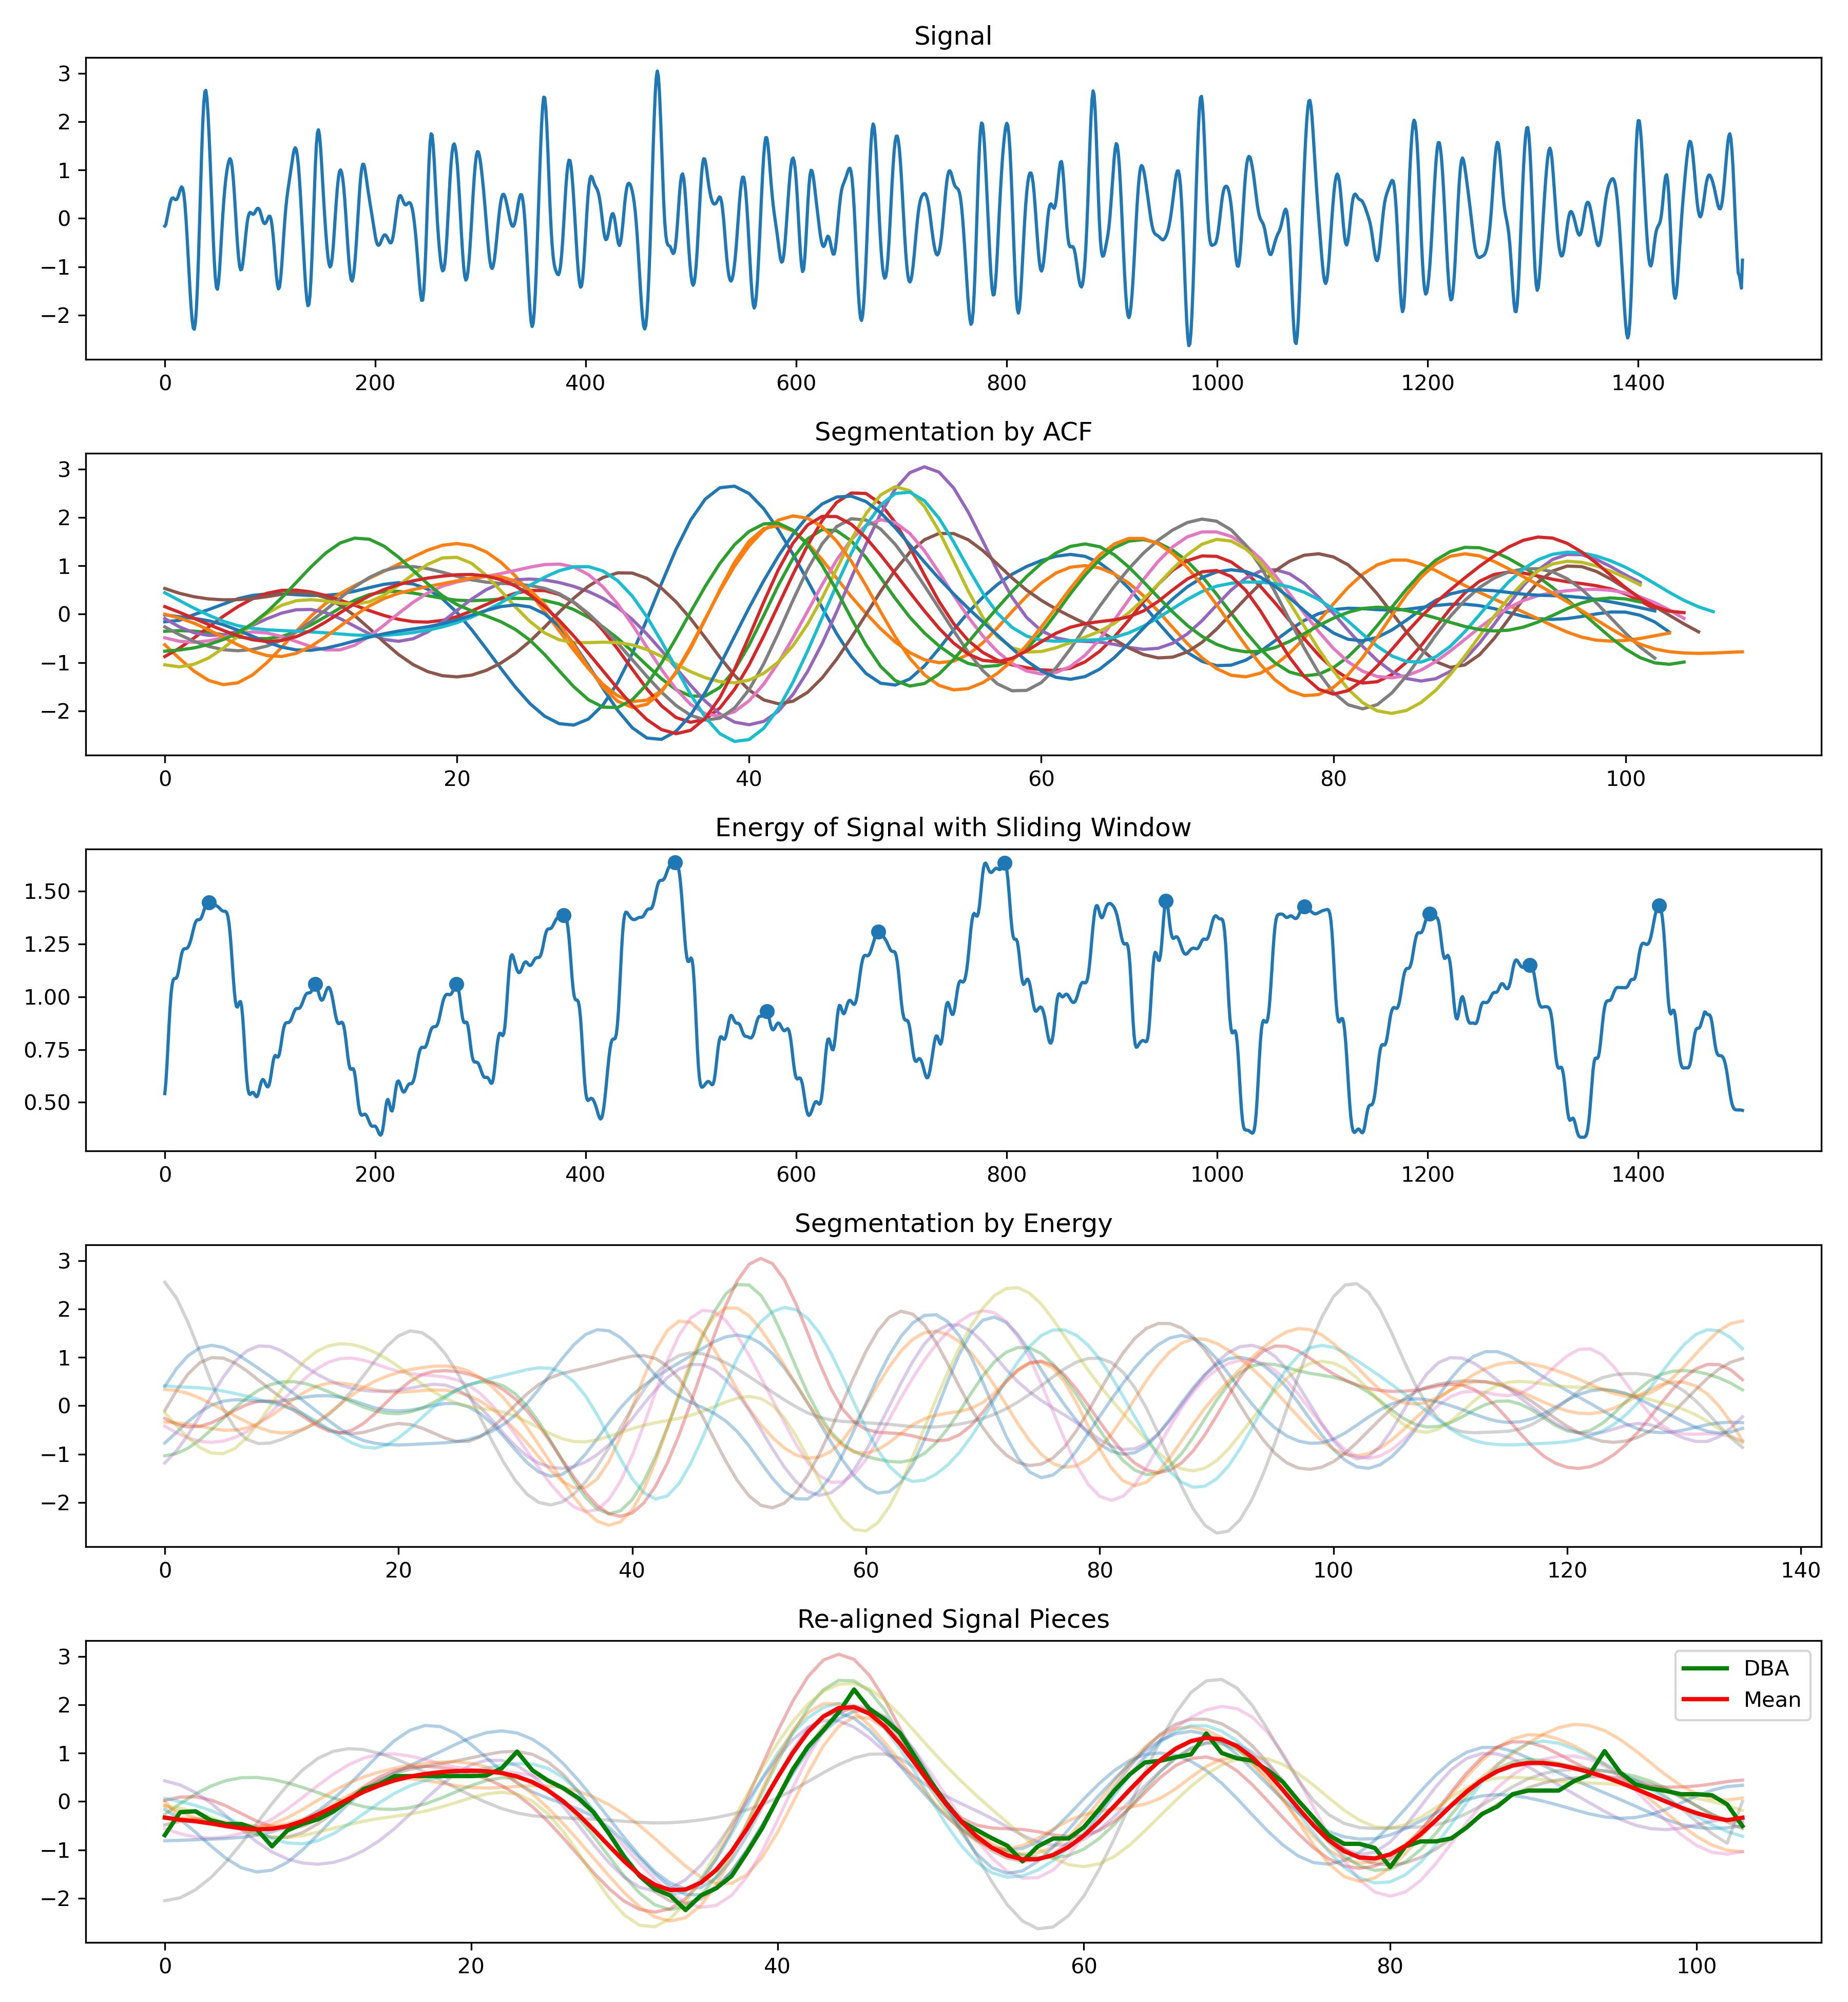 Signal
3
2
1
0
−1
−2
0 200 400 600 800 1000 1200 1400
Segmentation by ACF
3
2
1
0
−1
−2
0 20 40 60 80 100
Energy of Signal with Sliding Window
1.50
1.25
1.00
0.75
0.50
0 200 400 600 800 1000 1200 1400
Segmentation by Energy
3
2
1
0
−1
−2
0 20 40 60 80 100 120 140
Re-aligned Signal Pieces
3
2
1
0
−1
−2
DBA
Mean
0 20 40 60 80 100